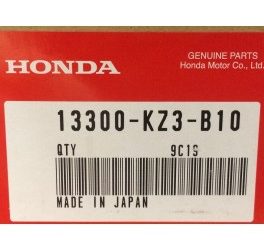 HONDA
GENUINE PARTS
Honda Motor Co., Ltd.
13300-KZ3-B10
QTY 9C1S
MADE IN JAPAN